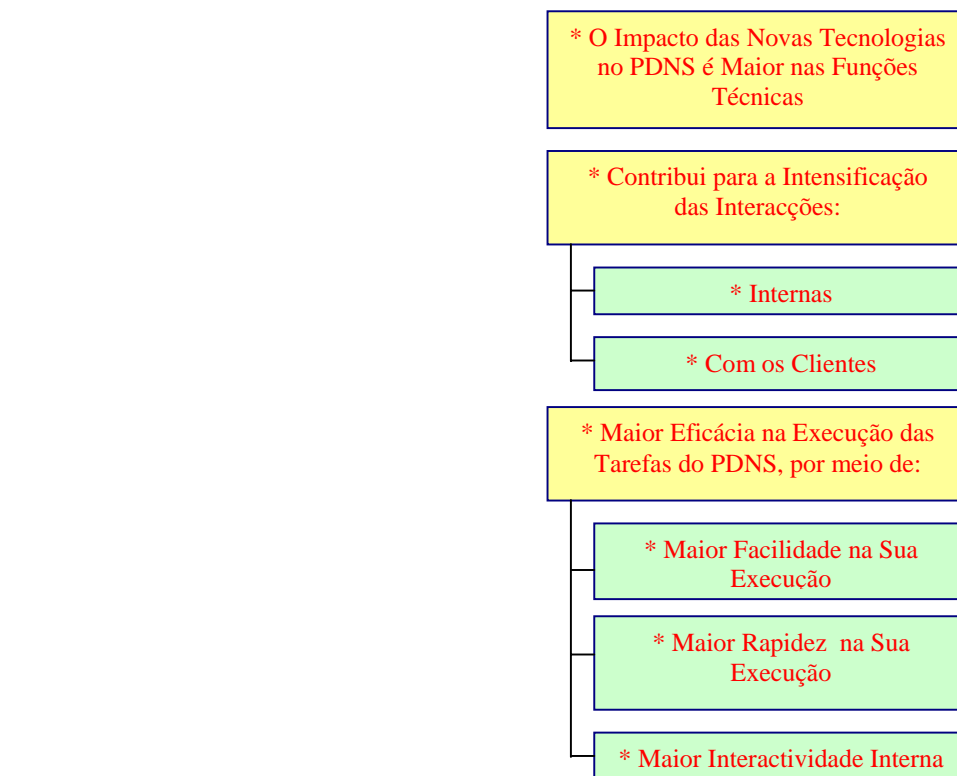 * O Impacto das Novas Tecnologias
no PDNS é Maior nas Funções
Técnicas
* Contribui para a Intensificação
das Interacções:
* Internas
* Com os Clientes
* Maior Eficácia na Execução das
Tarefas do PDNS, por meio de:
* Maior Facilidade na Sua
Execução
* Maior Rapidez  na Sua
Execução
* Maior Interactividade Interna